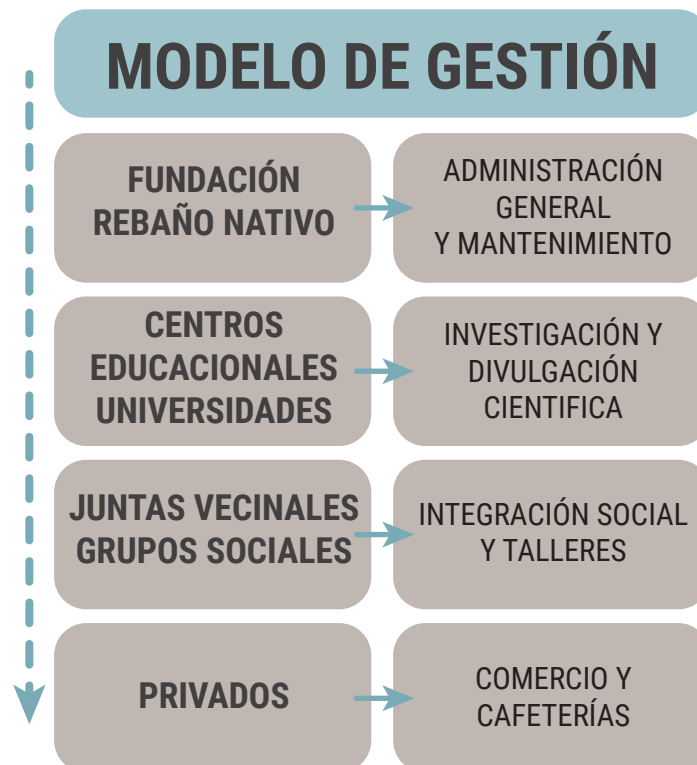 MODELO DE GESTIÓN
FUNDACIÓN
REBAÑO NATIVO
ADMINISTRACIÓN
GENERAL
Y MANTENIMIENTO
CENTROS
EDUCACIONALES
UNIVERSIDADES
INVESTIGACIÓN Y
DIVULGACIÓN
CIENTIFICA
JUNTAS VECINALES
GRUPOS SOCIALES
INTEGRACIÓN SOCIAL
Y TALLERES
PRIVADOS
COMERCIO Y
CAFETERÍAS